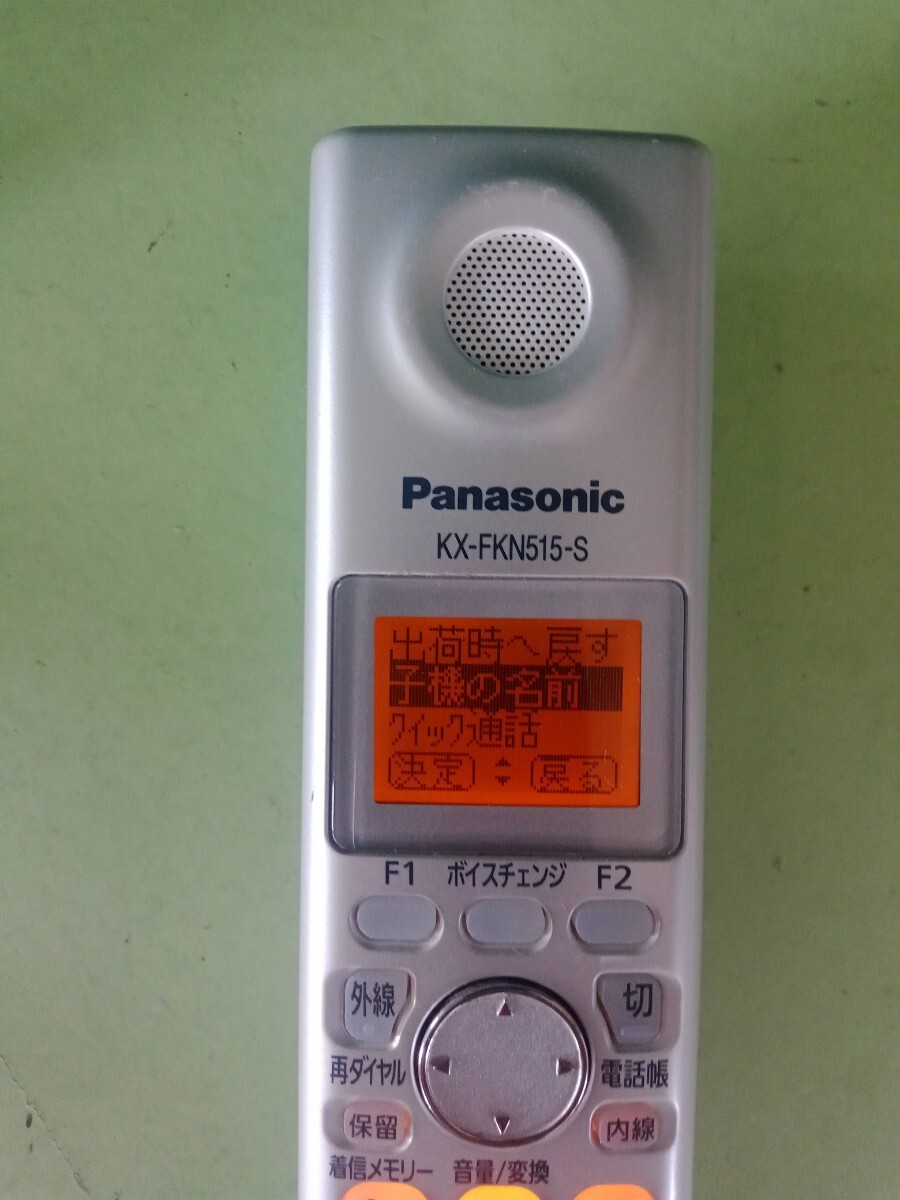 Panasonic
KX-FKN515-S
出荷時へ戻す
子機の名前
クイック通話
決定 戻る
F1 ボイスチェンジ F2
外線 切
再ダイヤル 電話帳
保留 内線
着信メモリー 音量/変換